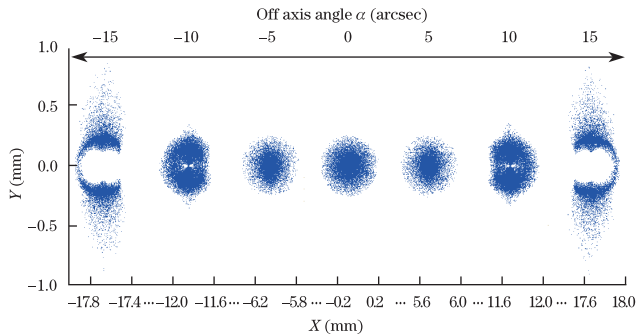 Off axis angle α (arcsec)
−15 −10 −5 0 5 10 15
1.0
0.5
0.0
−0.5
−1.0
Y (mm)
−17.8 −17.4 ··· −12.0 −11.6 ··· −6.2 −5.8 ··· −0.2 0.2 ··· 5.6 6.0 ··· 11.6 12.0 ··· 17.6 18.0
X (mm)